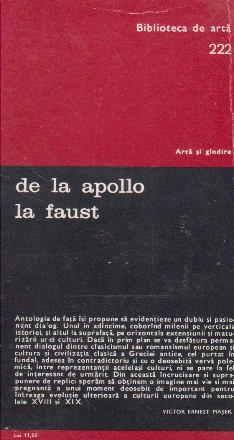 Biblioteca de artă
222
Artă și gîndire
de la apollo
la faust
Antologia de față își propune să evidențieze un dublu și pasio-
nant dialog. Unul în adîncime, coborînd milenii pe verticala
istoriei, și altul la suprafață, pe orizontala extensiunii și matu-
rizării unei culturi. Dacă în prim plan se va desfășura perma-
nent dialogul dintre clasicismul sau romantismul european și
cultura și civilizația clasică a Greciei antice, cel purtat în
fundal, adesea în contradictoriu și cu o deosebită vervă pole-
mică, între reprezentanții aceleiași culturi, ni se pare la fel
de interesant de urmărit. Din această încrucișare și supra-
punere de replici sperăm să obținem o imagine mai vie și mai
pregnantă a unui moment deosebit de important pentru
întreaga evoluție ulterioară a culturii europene din seco-
lele XVIII și XIX.
VICTOR ERNEST MAȘEK
Lei 11,50